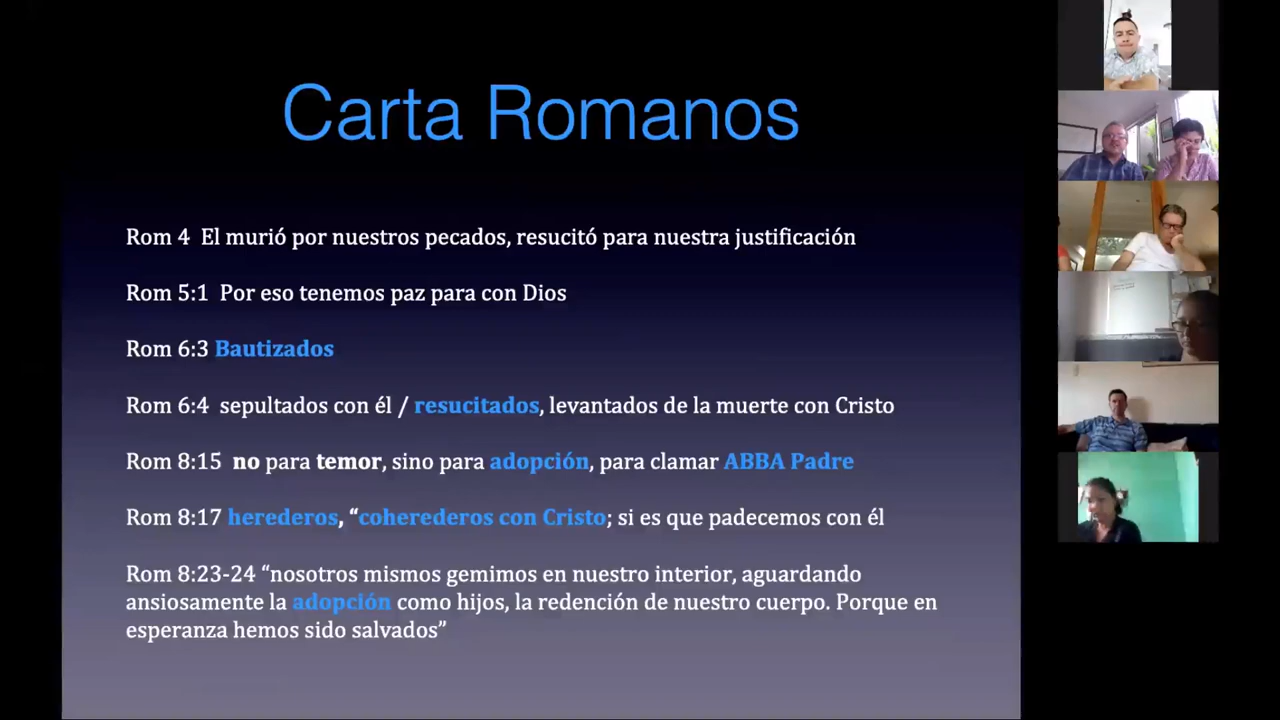 Carta Romanos
Rom 4 El murió por nuestros pecados, resucitó para nuestra justificación
Rom 5:1 Por eso tenemos paz para con Dios
Rom 6:3 Bautizados
Rom 6:4 sepultados con él / resucitados, levantados de la muerte con Cristo
Rom 8:15 no para temor, sino para adopción, para clamar ABBA Padre
Rom 8:17 herederos, “coherederos con Cristo; si es que padecemos con él
Rom 8:23-24 “nosotros mismos gemimos en nuestro interior, aguardando
ansiosamente la adopción como hijos, la redención de nuestro cuerpo. Porque en
esperanza hemos sido salvados”